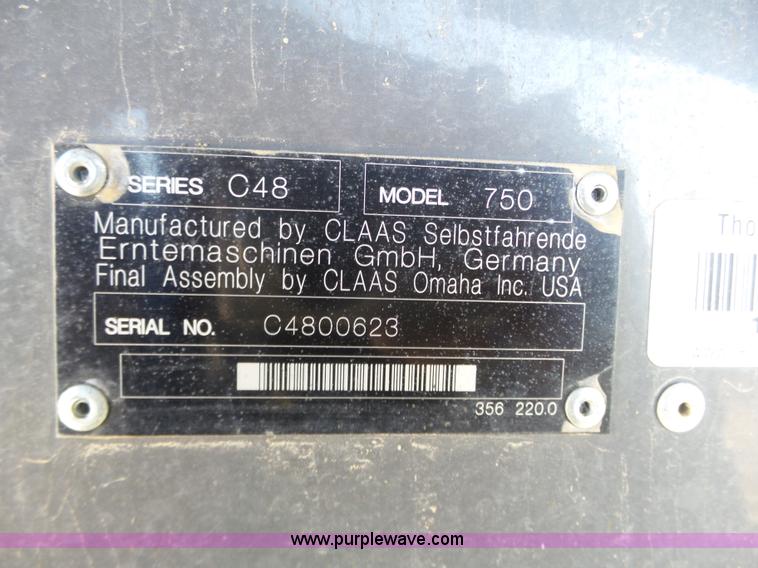 SERIES C48
MODEL 750
Manufactured by CLAAS Selbstfahrende
Erntemaschinen GmbH, Germany
Final Assembly by CLAAS Omaha Inc. USA
SERIAL NO. C4800623
356 220.0
Tho
www.purplewave.com